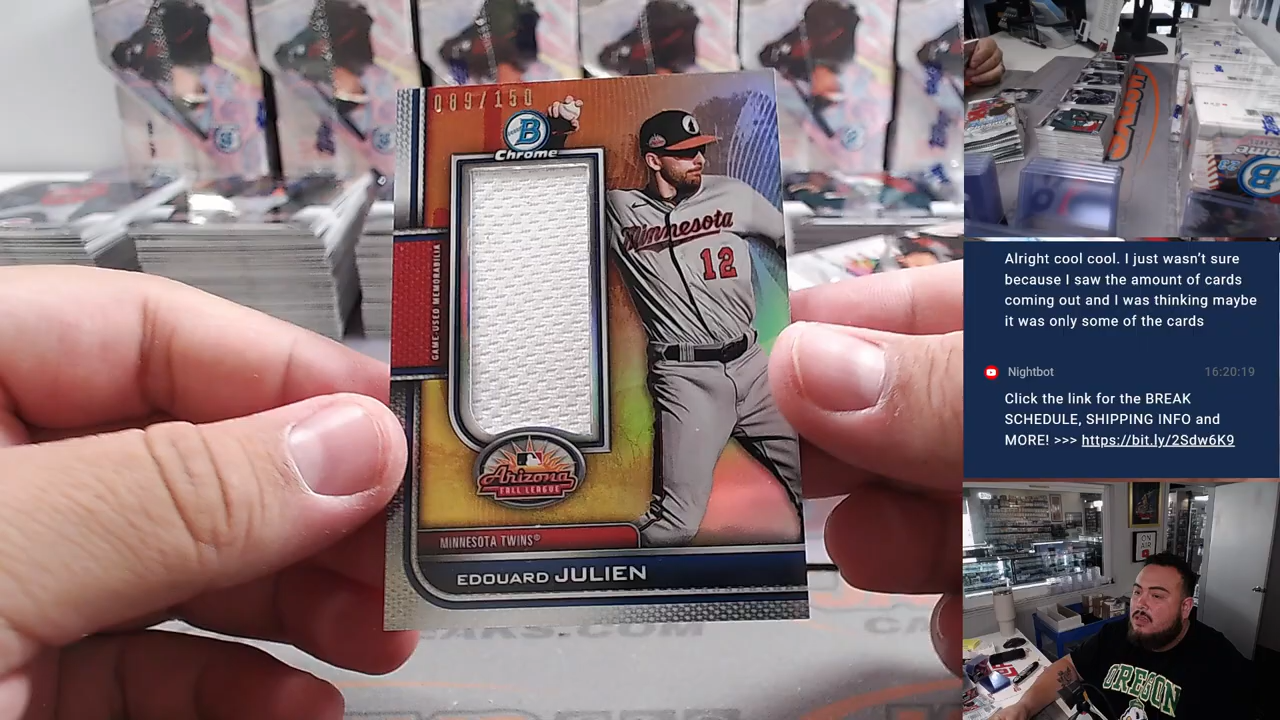 089/150
B
Chrome
GAME-USED MEMORABILIA
Minnesota
12
Arizona
FALL LEAGUE
MINNESOTA TWINS®
EDOUARD JULIEN
Alright cool cool. I just wasn't sure
because I saw the amount of cards
coming out and I was thinking maybe
it was only some of the cards
Nightbot 16:20:19
Click the link for the BREAK
SCHEDULE, SHIPPING INFO and
MORE! >>> https://bit.ly/2Sdw6K9
ON
AIR
OREGON